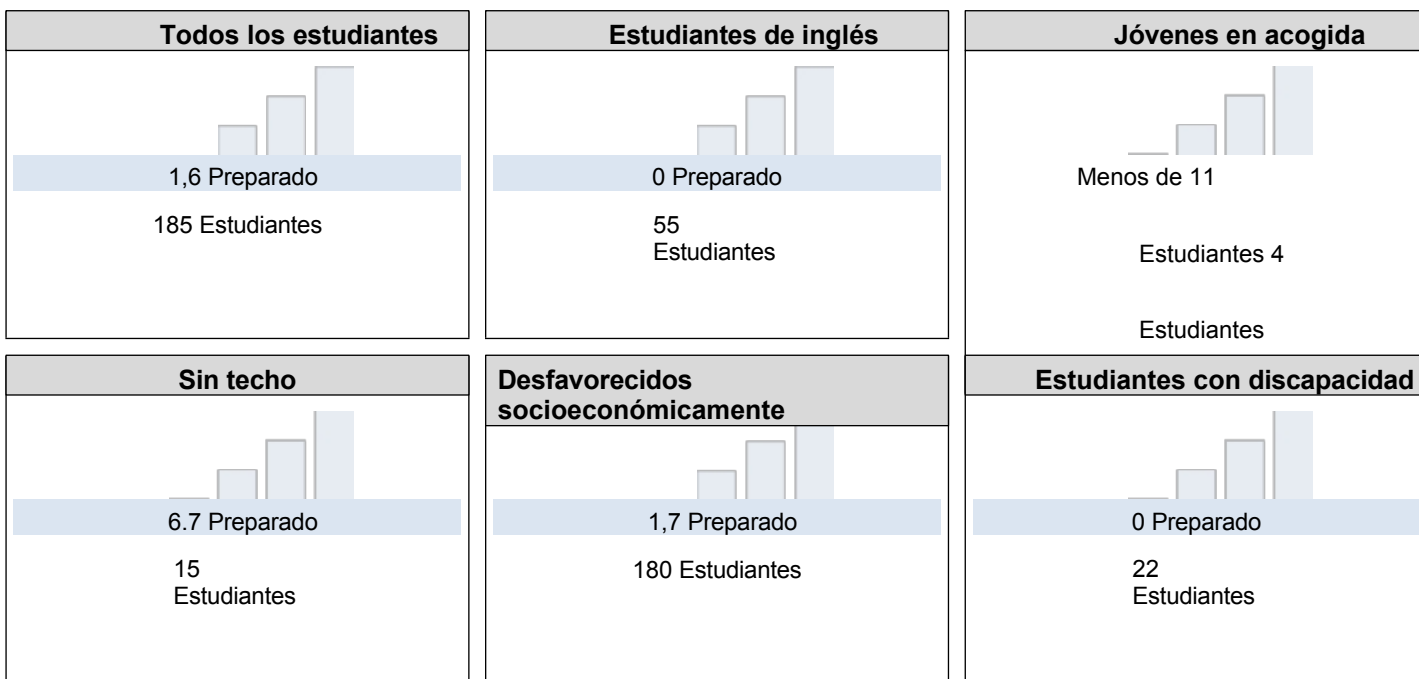 Todos los estudiantes
1,6 Preparado
185 Estudiantes
Estudiantes de inglés
0 Preparado
55
Estudiantes
Jóvenes en acogida
Menos de 11
Estudiantes 4
Estudiantes
Sin techo
6.7 Preparado
15
Estudiantes
Desfavorecidos
socioeconómicamente
1,7 Preparado
180 Estudiantes
Estudiantes con discapacidad
0 Preparado
22
Estudiantes